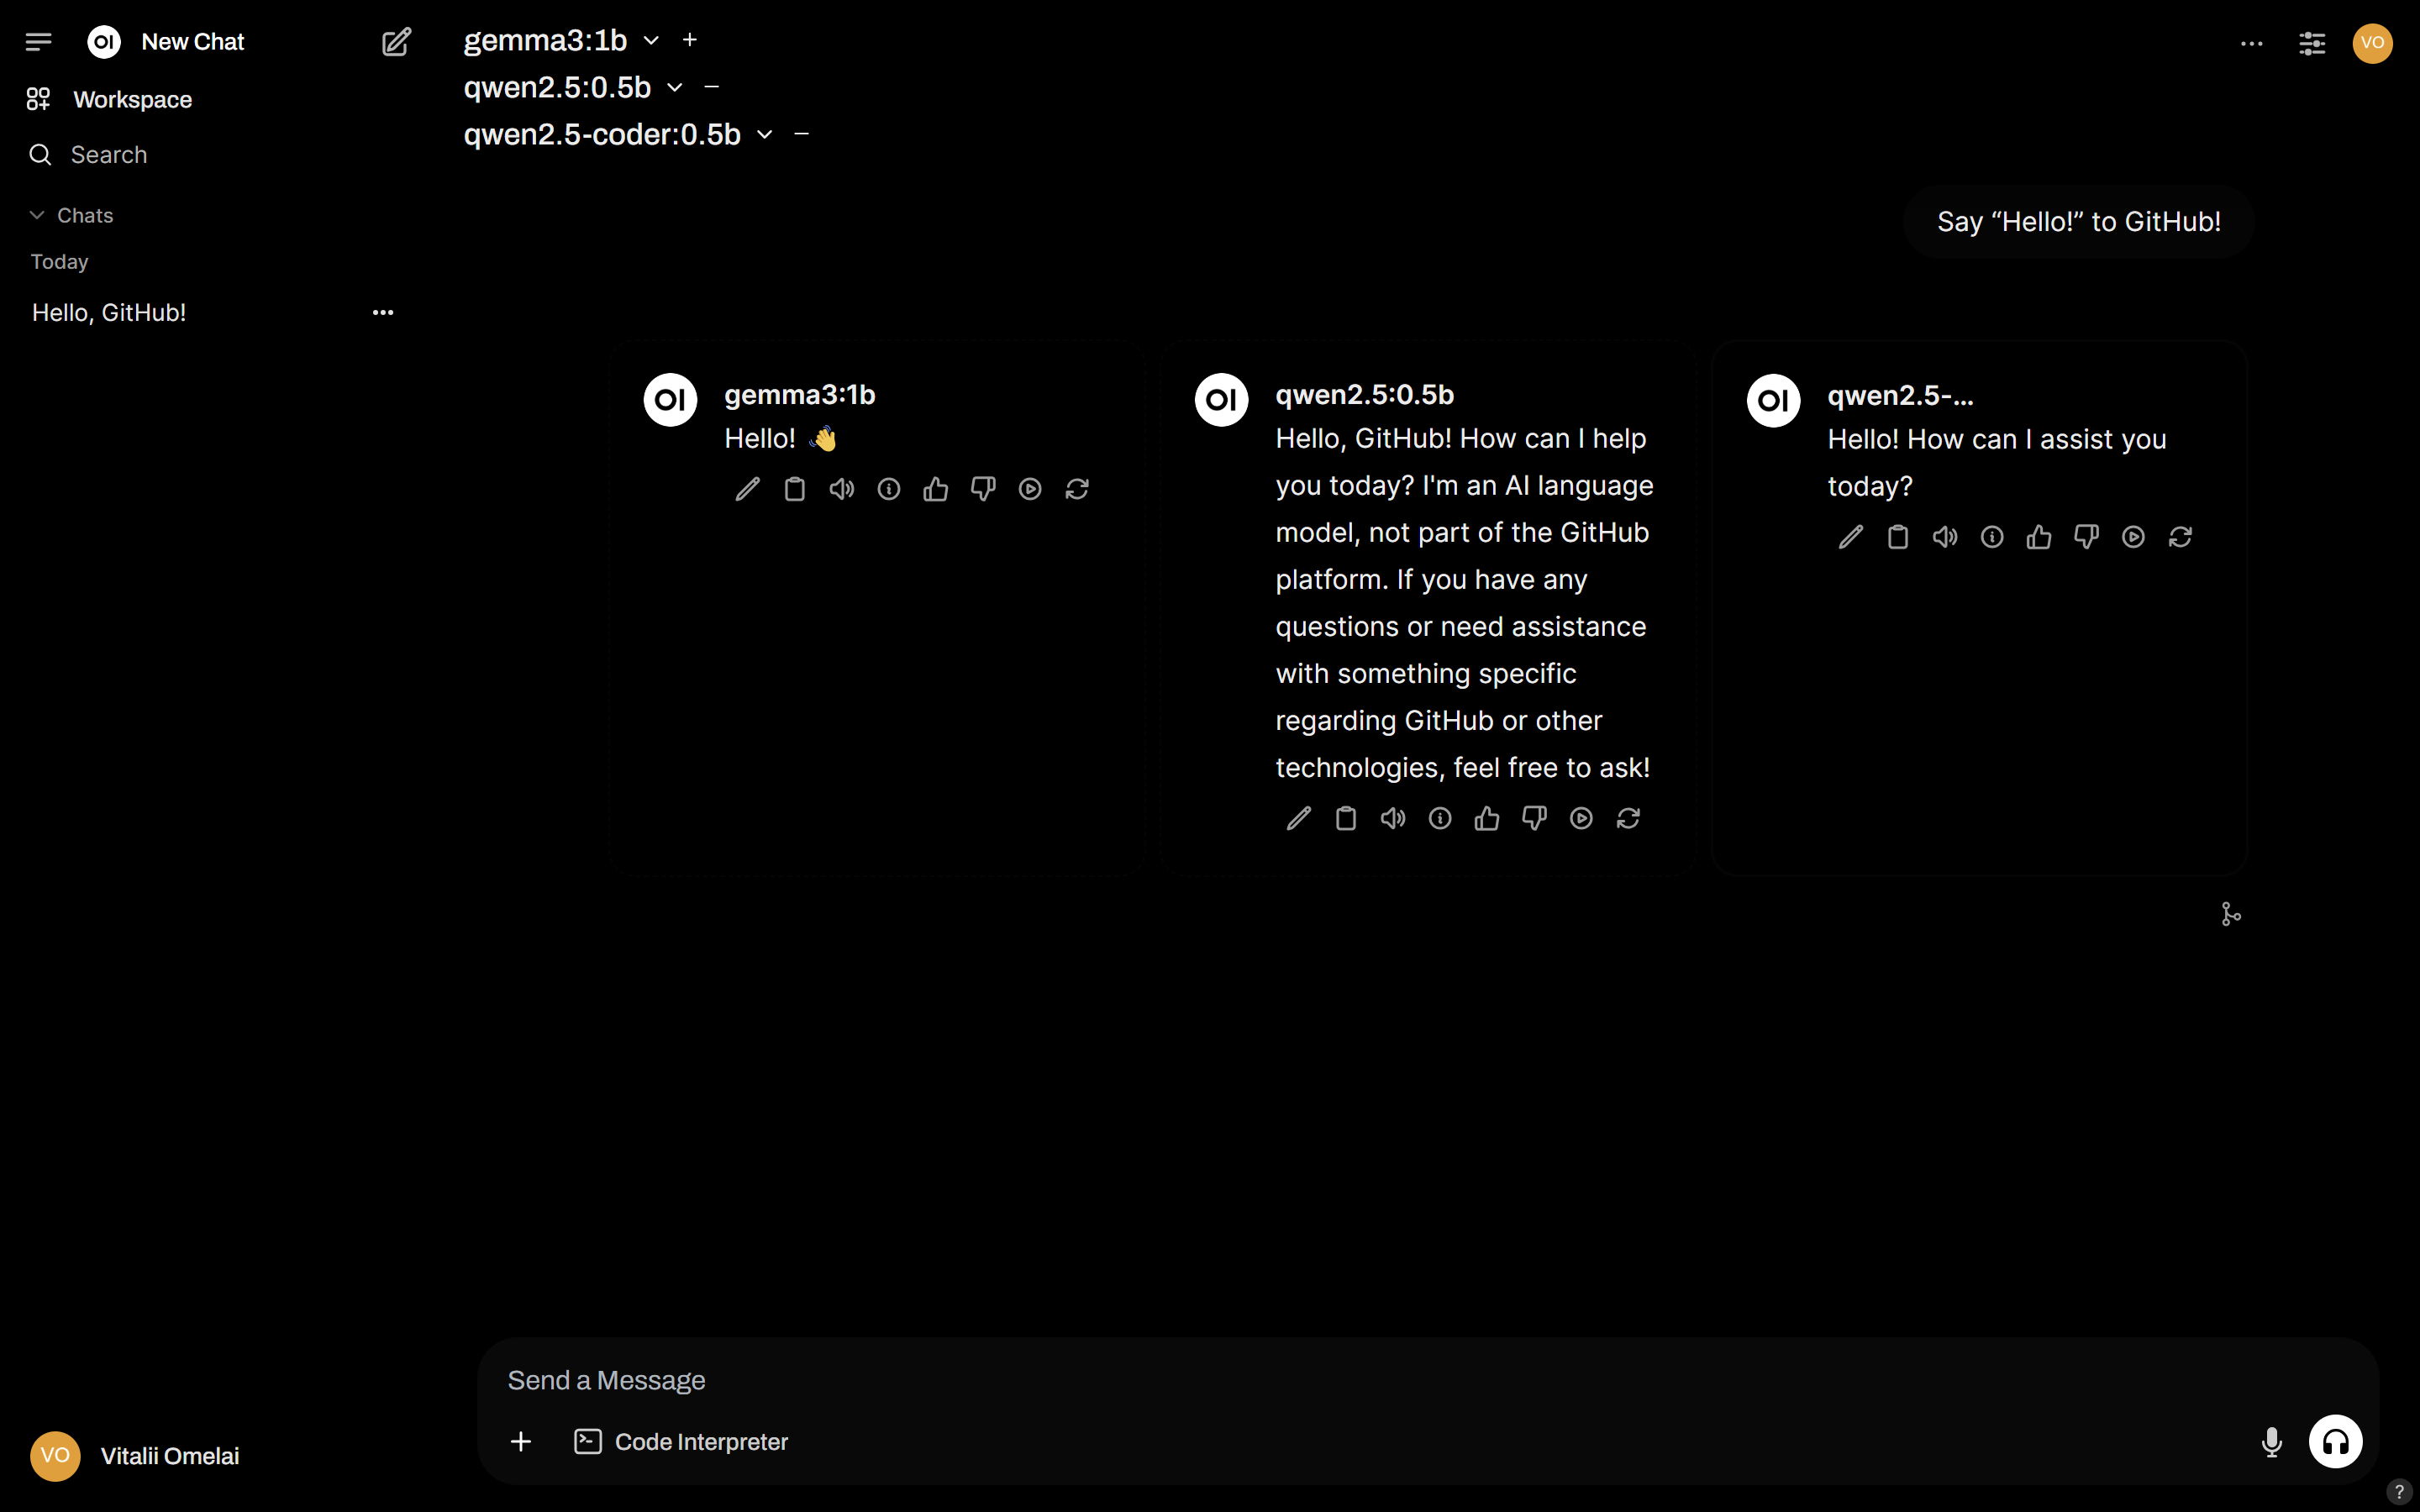 OI New Chat
Workspace
Search
Chats
Today
Hello, GitHub!
VO Vitalii Omelai
gemma3:1b
qwen2.5:0.5b
qwen2.5-coder:0.5b
VO
Say “Hello!” to GitHub!
OI gemma3:1b
Hello! 👋
OI qwen2.5:0.5b
Hello, GitHub! How can I help
you today? I'm an AI language
model, not part of the GitHub
platform. If you have any
questions or need assistance
with something specific
regarding GitHub or other
technologies, feel free to ask!
OI qwen2.5-...
Hello! How can I assist you
today?
Send a Message
Code Interpreter
?